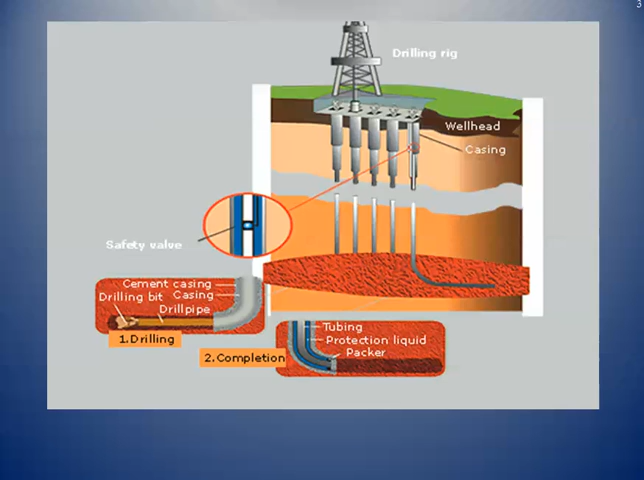 3
Drilling rig
Wellhead
Casing
Safety valve
Cement casing
Casing
Drilling bit
Drillpipe
1.Drilling
Tubing
Protection liquid
Packer
2.Completion